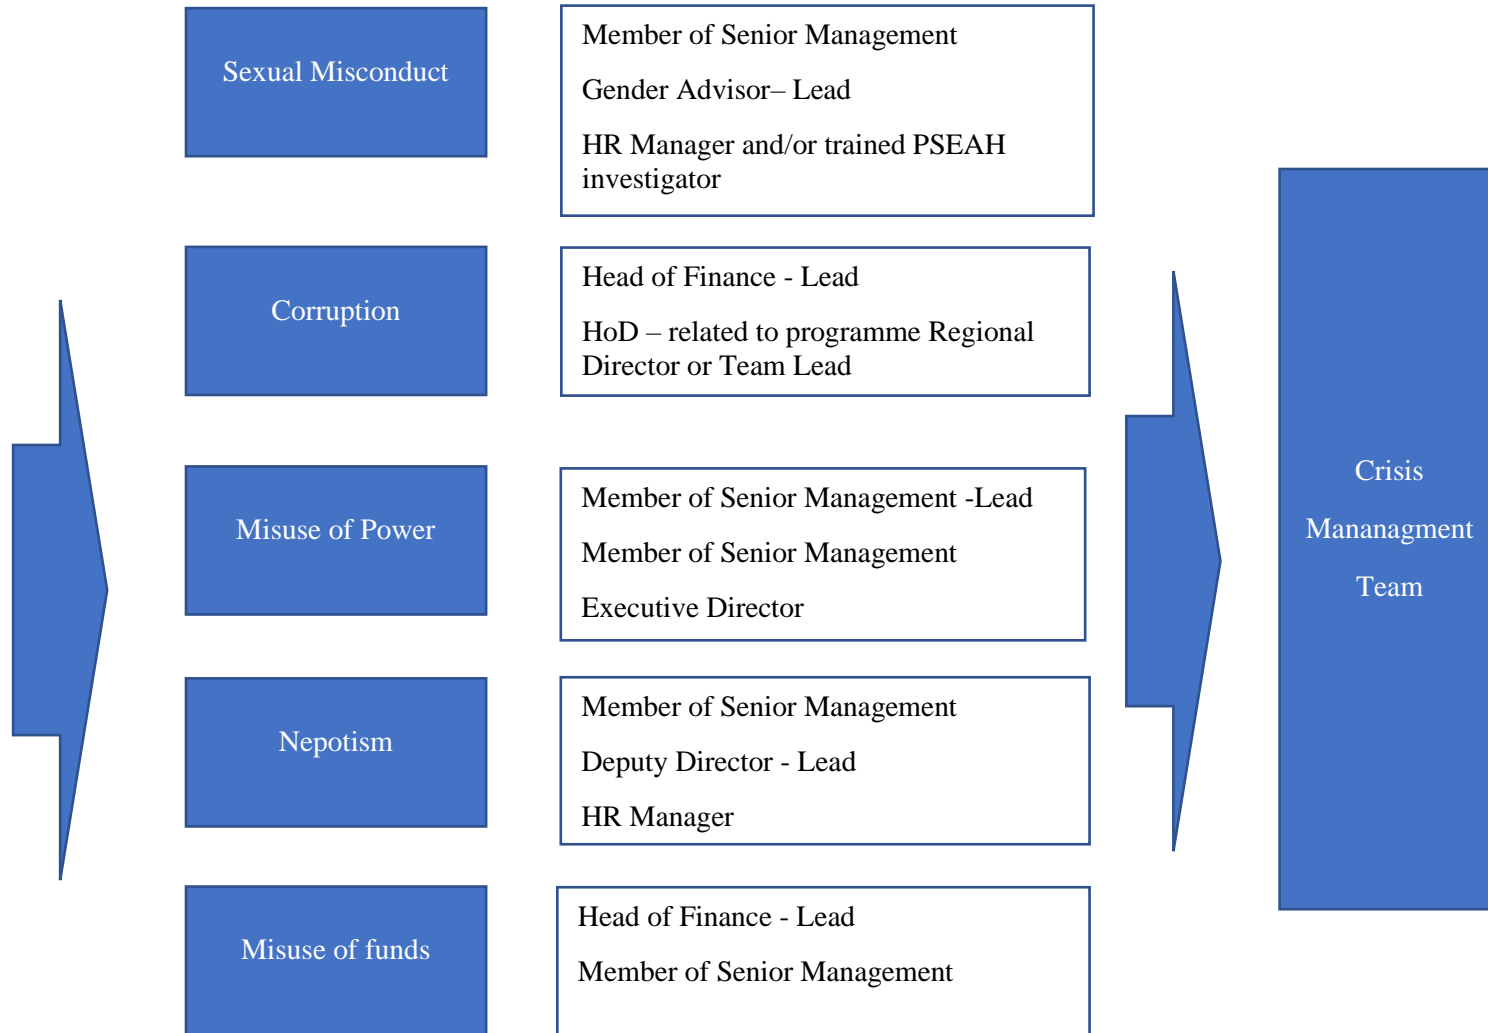 Sexual Misconduct
Member of Senior Management
Gender Advisor– Lead
HR Manager and/or trained PSEAH
investigator
Corruption
Head of Finance - Lead
HoD – related to programme Regional
Director or Team Lead
Misuse of Power
Member of Senior Management -Lead
Member of Senior Management
Executive Director
Nepotism
Member of Senior Management
Deputy Director - Lead
HR Manager
Misuse of funds
Head of Finance - Lead
Member of Senior Management
Crisis
Mananagment
Team